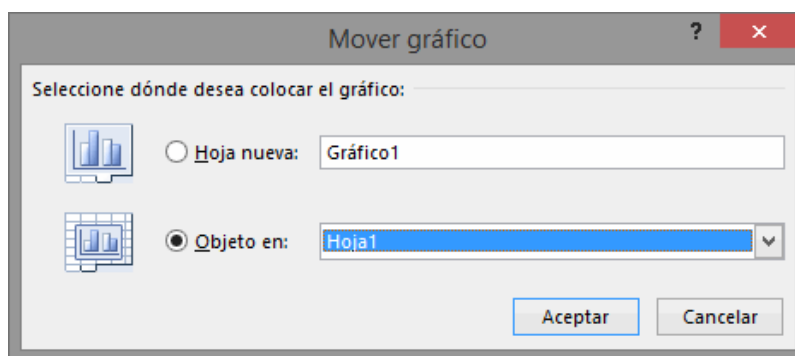 Mover gráfico
? ×
Seleccione dónde desea colocar el gráfico:
Hoja nueva: Gráfico1
Objeto en: Hoja1
Aceptar Cancelar